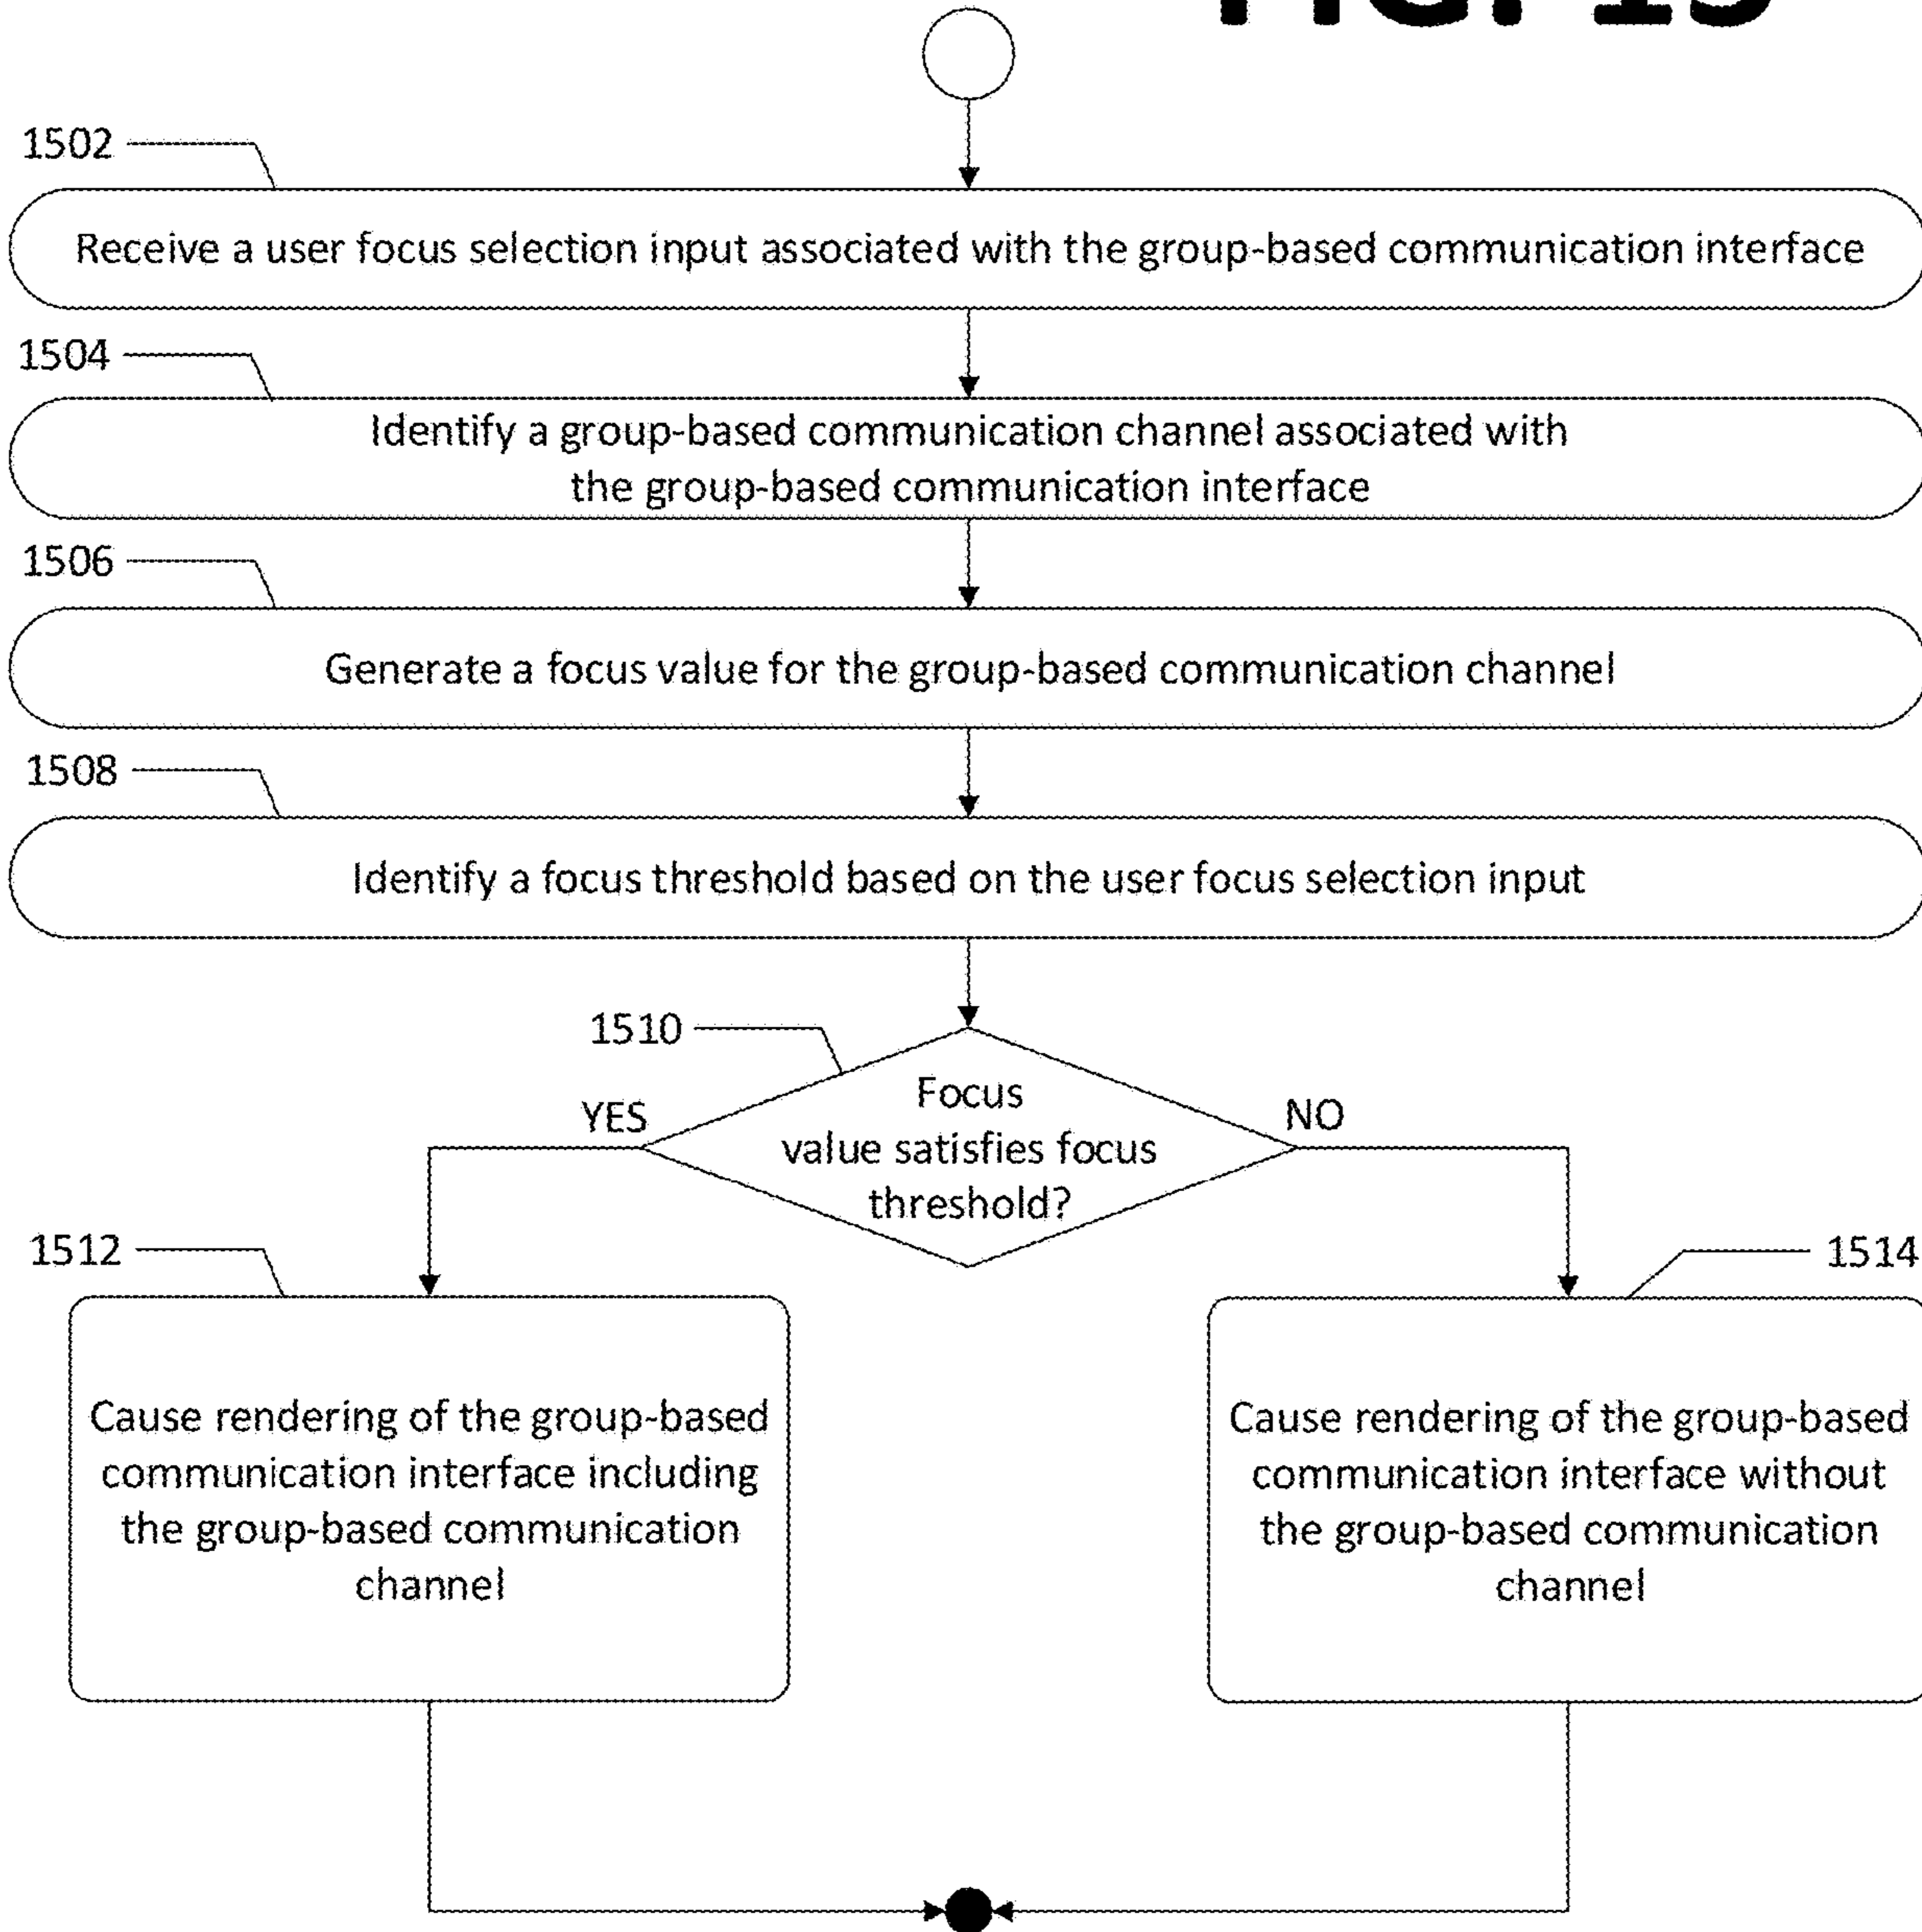 FIG. 15
1502
Receive a user focus selection input associated with the group-based communication interface
1504
Identify a group-based communication channel associated with
the group-based communication interface
1506
Generate a focus value for the group-based communication channel
1508
Identify a focus threshold based on the user focus selection input
1510
Focus
value satisfies focus
threshold?
YES
NO
1512
1514
Cause rendering of the group-based
communication interface including
the group-based communication
channel
Cause rendering of the group-based
communication interface without
the group-based communication
channel